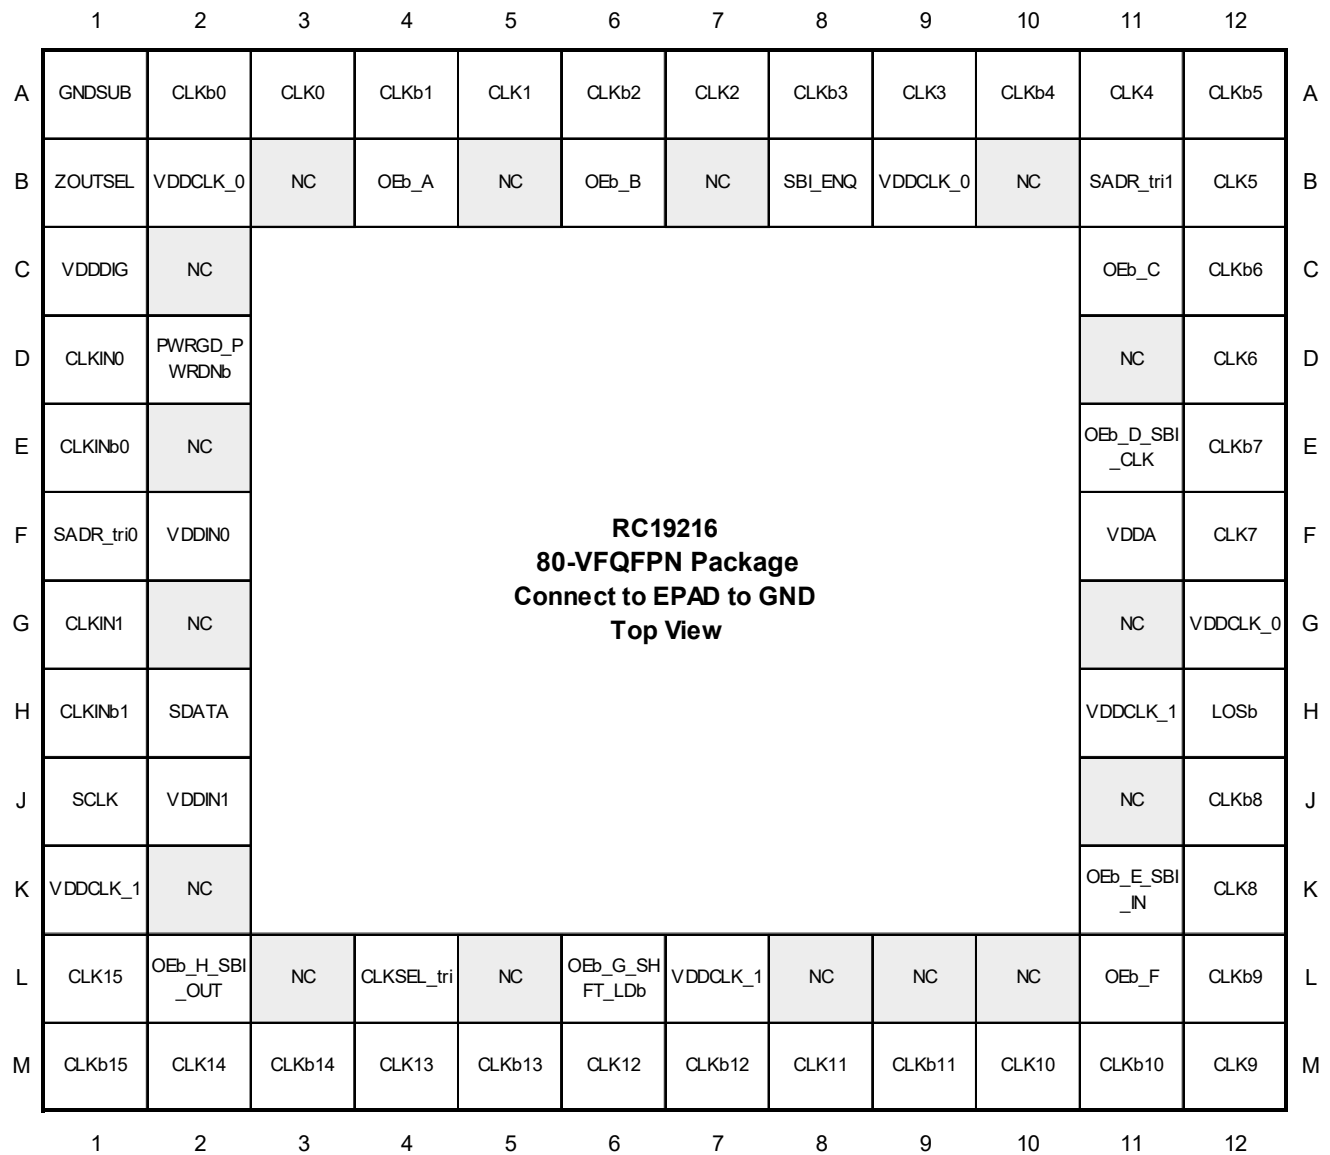 1 2 3 4 5 6 7 8 9 10 11 12
A GNDSUB CLKb0 CLK0 CLKb1 CLK1 CLKb2 CLK2 CLKb3 CLK3 CLKb4 CLK4 CLKb5 A
B ZOUTSEL VDDCLK_0 NC OEb_A NC OEb_B NC SBI_ENQ VDDCLK_0 NC SADR_tri1 CLK5 B
C VDDDIG NC OEb_C CLKb6 C
D CLKIN0 PWRGD_P
WRDNb NC CLK6 D
E CLKINb0 NC OEb_D_SBI
_CLK CLKb7 E
F SADR_tri0 VDDIN0 VDDA CLK7 F
RC19216
80-VFQFPN Package
Connect to EPAD to GND
Top View
G CLKIN1 NC NC VDDCLK_0 G
H CLKINb1 SDATA VDDCLK_1 LOSb H
J SCLK VDDIN1 NC CLKb8 J
K VDDCLK_1 NC OEb_E_SBI
_IN CLK8 K
L CLK15 OEb_H_SBI
_OUT NC CLKSEL_tri NC OEb_G_SH
FT_LDb VDDCLK_1 NC NC NC OEb_F CLKb9 L
M CLKb15 CLK14 CLKb14 CLK13 CLKb13 CLK12 CLKb12 CLK11 CLKb11 CLK10 CLKb10 CLK9 M
1 2 3 4 5 6 7 8 9 10 11 12